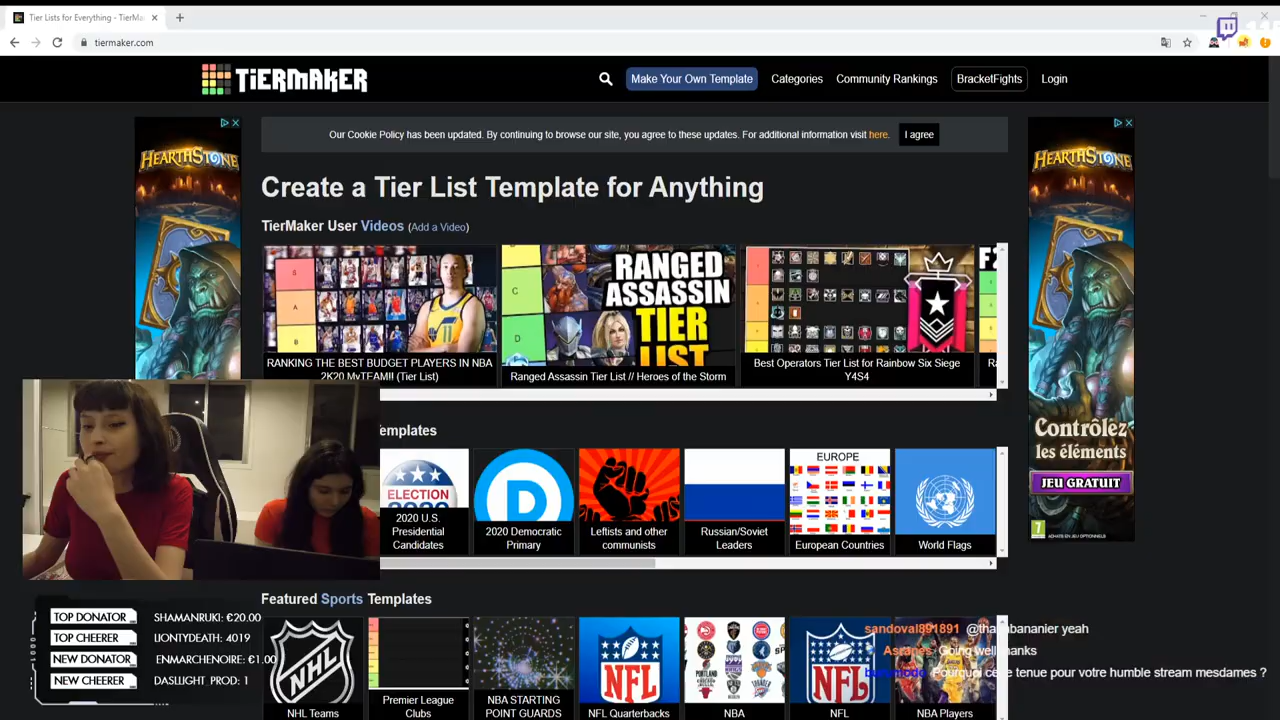 Tier Lists for Everything - TierMa
tiermaker.com
TIERMAKER
Make Your Own Template
Categories
Community Rankings
BracketFights
Login
Our Cookie Policy has been updated. By continuing to browse our site, you agree to these updates. For additional information visit here.
I agree
HEARTHSTONE
HEARTHSTONE
Create a Tier List Template for Anything
TierMaker User Videos (Add a Video)
S
A
B
C
D
RANGED
ASSASSIN
TIER
LIST
RANKING THE BEST BUDGET PLAYERS IN NBA
2K20 MyTEAM!! (Tier List)
Ranged Assassin Tier List // Heroes of the Storm
Best Operators Tier List for Rainbow Six Siege
Y4S4
Contrôlez
les éléments
JEU GRATUIT
7
emplates
ELECTION
EUROPE
2020 U.S.
Presidential
Candidates
D
2020 Democratic
Primary
Leftists and other
communists
Russian/Soviet
Leaders
European Countries
World Flags
Featured Sports Templates
NHL
NHL Teams
Premier League
Clubs
NBA STARTING
POINT GUARDS
NFL
NFL Quarterbacks
PORTLAND
CHICAGO
NBA
NFL
NFL
NBA Players
TOP DONATOR SHAMANRUKI: €20.00
TOP CHEERER LIONTYDEATH: 4019
NEW DONATOR ENMARCHENOIRE: €1.00
NEW CHEERER DASLIGHT_PROD: 1
sandoval891891 yeah
Going well thanks
Pourquoi cette tenue pour votre humble stream mesdames ?